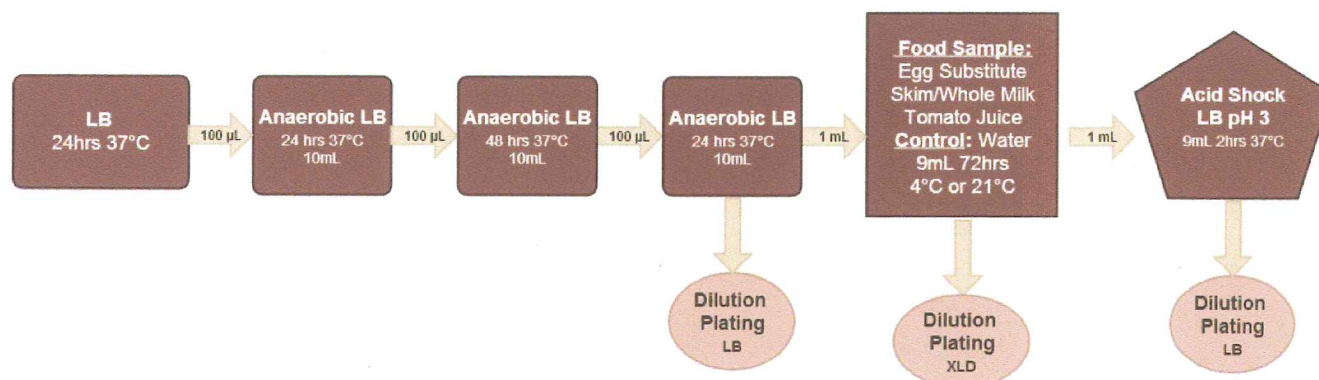 LB
24hrs 37°C
100 µL
Anaerobic LB
24 hrs 37°C
10mL
100 µL
Anaerobic LB
48 hrs 37°C
10mL
100 µL
Anaerobic LB
24 hrs 37°C
10mL
1 mL
Food Sample:
Egg Substitute
Skim/Whole Milk
Tomato Juice
Control: Water
9mL 72hrs
4°C or 21°C
1 mL
Acid Shock
LB pH 3
9mL 2hrs 37°C
Dilution
Plating
LB
Dilution
Plating
XLD
Dilution
Plating
LB